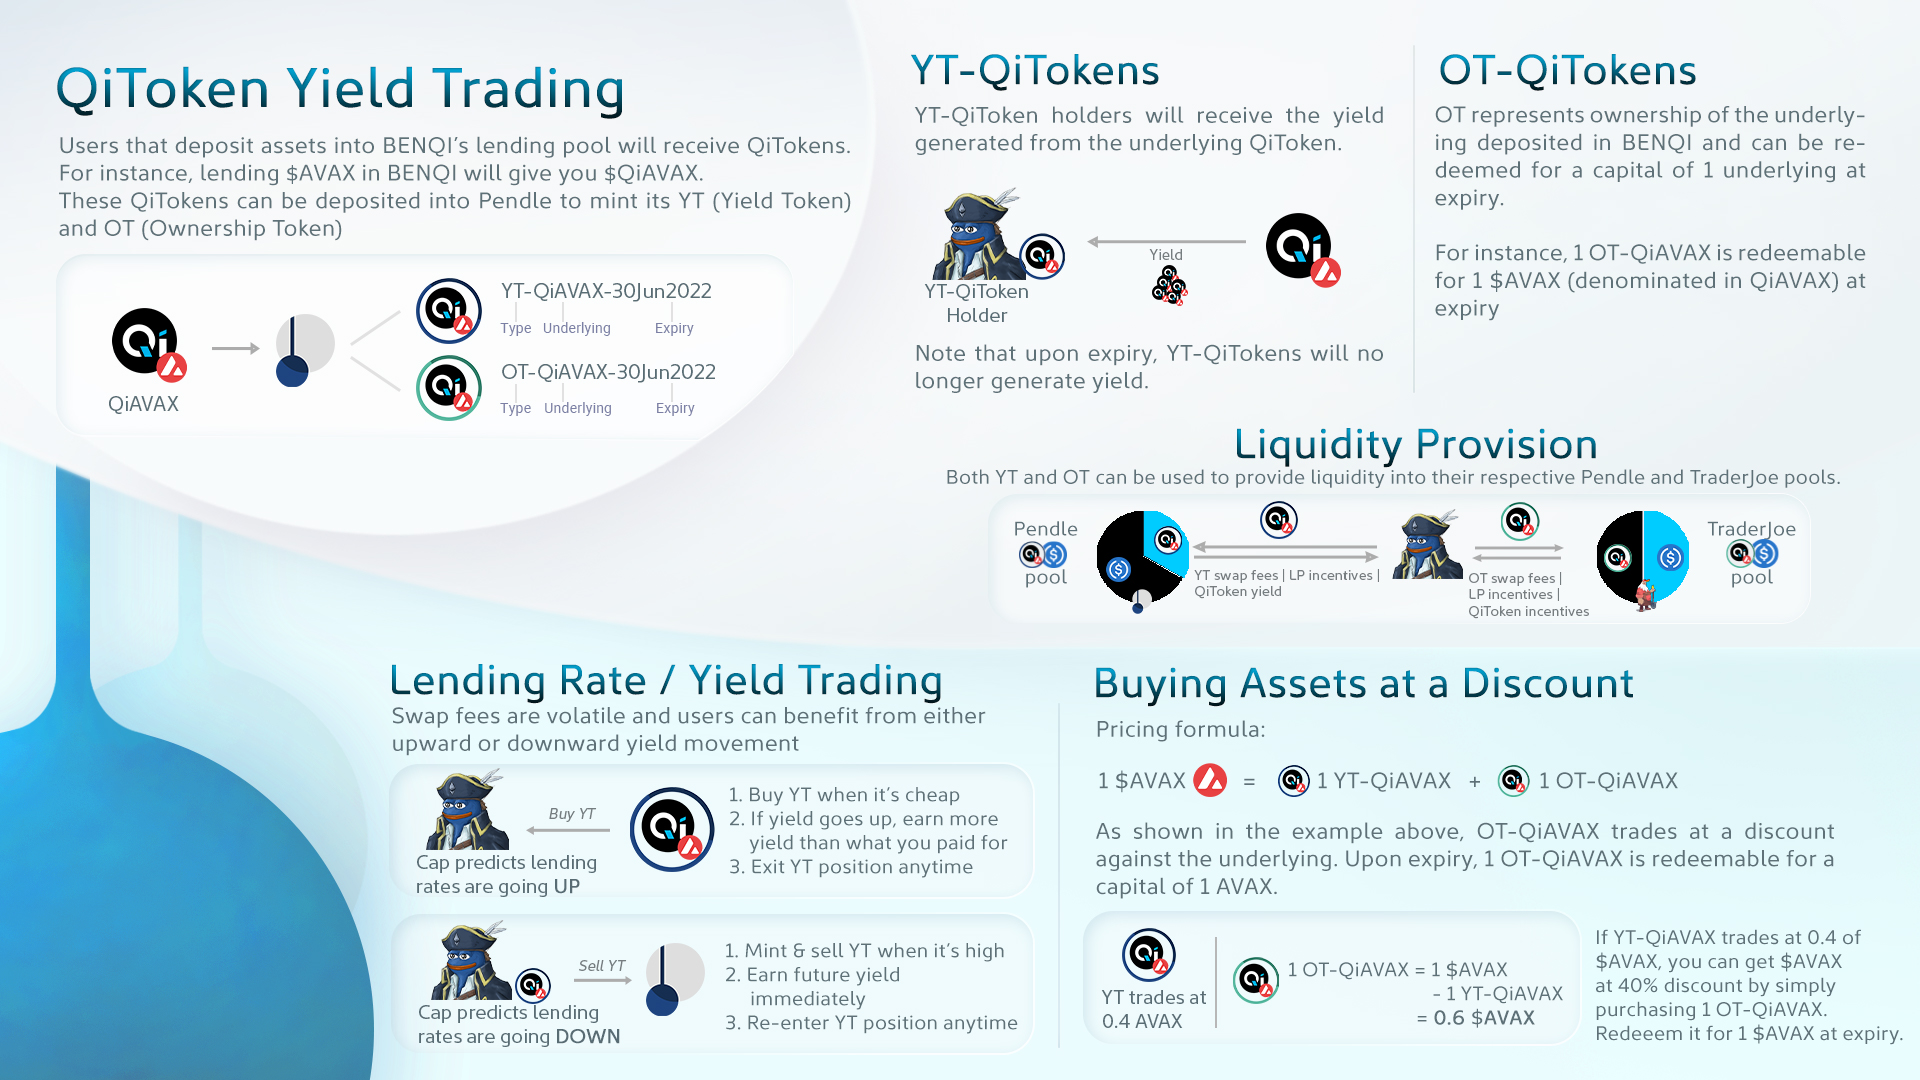 QiToken Yield Trading
Users that deposit assets into BENQI's lending pool will receive QiTokens.
For instance, lending $AVAX in BENQI will give you $QiAVAX.
These QiTokens can be deposited into Pendle to mint its YT (Yield Token)
and OT (Ownership Token)
QiAVAX
YT-QiAVAX-30Jun2022
Type Underlying Expiry
OT-QiAVAX-30Jun2022
Type Underlying Expiry
YT-QiTokens
YT-QiToken holders will receive the yield
generated from the underlying QiToken.
Yield
YT-QiToken
Holder
Note that upon expiry, YT-QiTokens will no
longer generate yield.
OT-QiTokens
OT represents ownership of the underly-
ing deposited in BENQI and can be re-
deemed for a capital of 1 underlying at
expiry.
For instance, 1 OT-QiAVAX is redeemable
for 1 $AVAX (denominated in QiAVAX) at
expiry
Liquidity Provision
Both YT and OT can be used to provide liquidity into their respective Pendle and TraderJoe pools.
Pendle
pool
YT swap fees | LP incentives |
QiToken yield
OT swap fees |
LP incentives |
QiToken incentives
TraderJoe
pool
Lending Rate / Yield Trading
Swap fees are volatile and users can benefit from either
upward or downward yield movement
Buy YT
Cap predicts lending
rates are going UP
1. Buy YT when it's cheap
2. If yield goes up, earn more
yield than what you paid for
3. Exit YT position anytime
Sell YT
Cap predicts lending
rates are going DOWN
1. Mint & sell YT when it's high
2. Earn future yield
immediately
3. Re-enter YT position anytime
Buying Assets at a Discount
Pricing formula:
1 $AVAX = 1 YT-QiAVAX + 1 OT-QiAVAX
As shown in the example above, OT-QiAVAX trades at a discount
against the underlying. Upon expiry, 1 OT-QiAVAX is redeemable for a
capital of 1 AVAX.
YT trades at
0.4 AVAX
1 OT-QiAVAX = 1 $AVAX
- 1 YT-QiAVAX
= 0.6 $AVAX
If YT-QiAVAX trades at 0.4 of
$AVAX, you can get $AVAX
at 40% discount by simply
purchasing 1 OT-QiAVAX.
Redeeem it for 1 $AVAX at expiry.